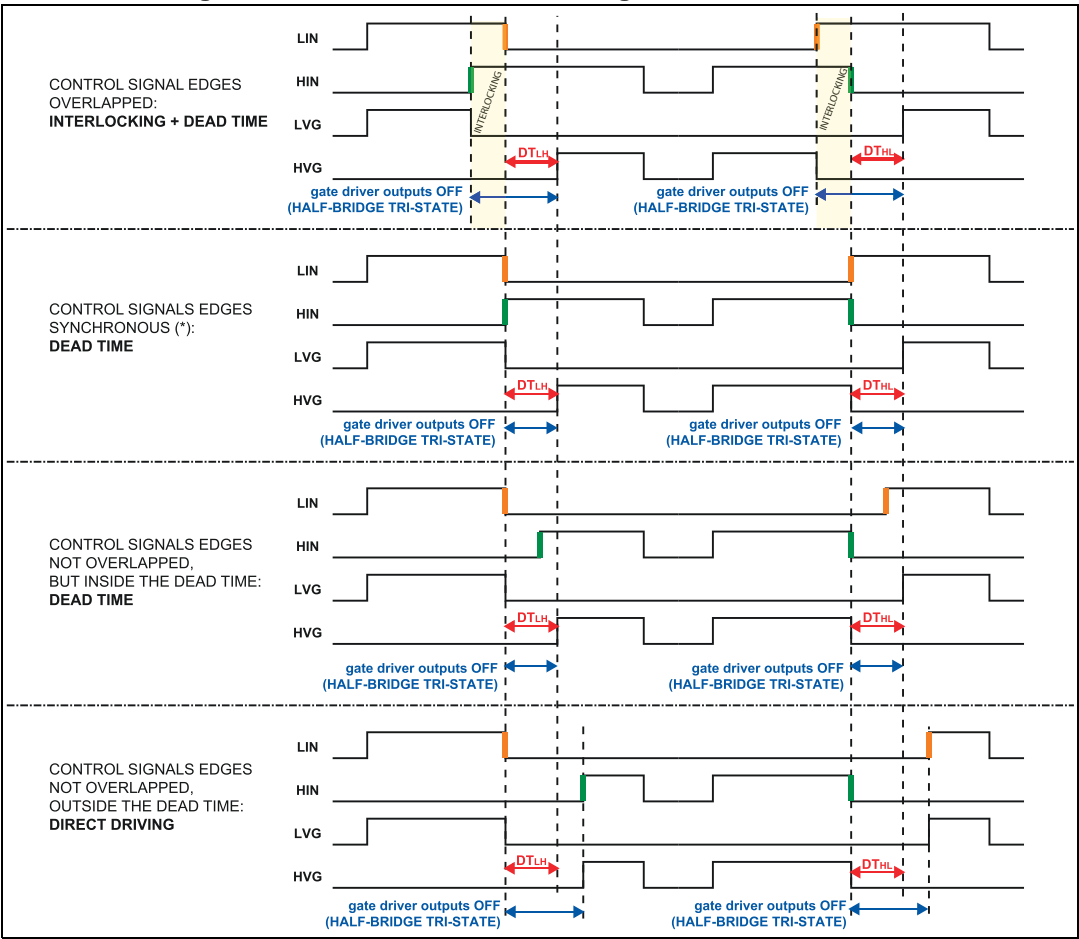 LIN
HIN
LVG
HVG
CONTROL SIGNAL EDGES
OVERLAPPED:
INTERLOCKING + DEAD TIME
INTERLOCKING
INTERLOCKING
DTLH
DTHL
gate driver outputs OFF
(HALF-BRIDGE TRI-STATE)
gate driver outputs OFF
(HALF-BRIDGE TRI-STATE)
LIN
HIN
LVG
HVG
CONTROL SIGNALS EDGES
SYNCHRONOUS (*):
DEAD TIME
DTLH
DTHL
gate driver outputs OFF
(HALF-BRIDGE TRI-STATE)
gate driver outputs OFF
(HALF-BRIDGE TRI-STATE)
LIN
HIN
LVG
HVG
CONTROL SIGNALS EDGES
NOT OVERLAPPED,
BUT INSIDE THE DEAD TIME:
DEAD TIME
DTLH
DTHL
gate driver outputs OFF
(HALF-BRIDGE TRI-STATE)
gate driver outputs OFF
(HALF-BRIDGE TRI-STATE)
LIN
HIN
LVG
HVG
CONTROL SIGNALS EDGES
NOT OVERLAPPED,
OUTSIDE THE DEAD TIME:
DIRECT DRIVING
DTLH
DTHL
gate driver outputs OFF
(HALF-BRIDGE TRI-STATE)
gate driver outputs OFF
(HALF-BRIDGE TRI-STATE)